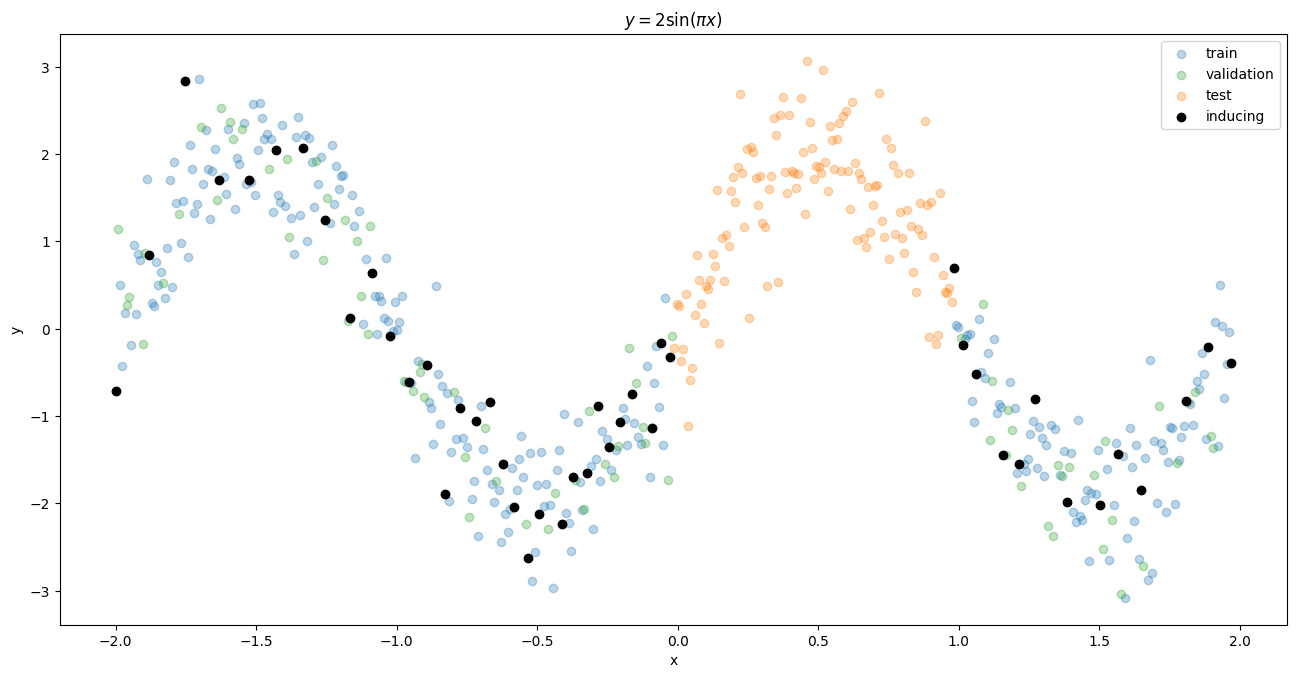 y = 2sin(πx)
train
validation
test
inducing
3
2
1
0
−1
−2
−3
y
−2.0 −1.5 −1.0 −0.5 0.0 0.5 1.0 1.5 2.0
x